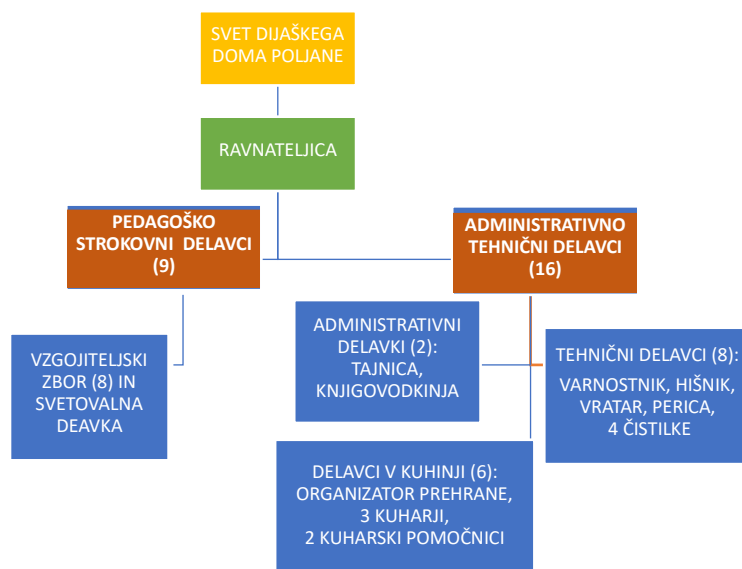 SVET DIJAŠKEGA
DOMA POLJANE
RAVNATELJICA
PEDAGOŠKO
STROKOVNI DELAVCI
(9)
ADMINISTRATIVNO
TEHNIČNI DELAVCI
(16)
VZGOJITELJSKI
ZBOR (8) IN
SVETOVALNA
DEAVKA
ADMINISTRATIVNI
DELAVKI (2):
TAJNICA,
KNJIGOVODKINJA
TEHNIČNI DELAVCI (8):
VARNOSTNIK, HIŠNIK,
VRATAR, PERICA,
4 ČISTILKE
DELAVCI V KUHINJI (6):
ORGANIZATOR PREHRANE,
3 KUHARJI,
2 KUHARSKI POMOČNICI